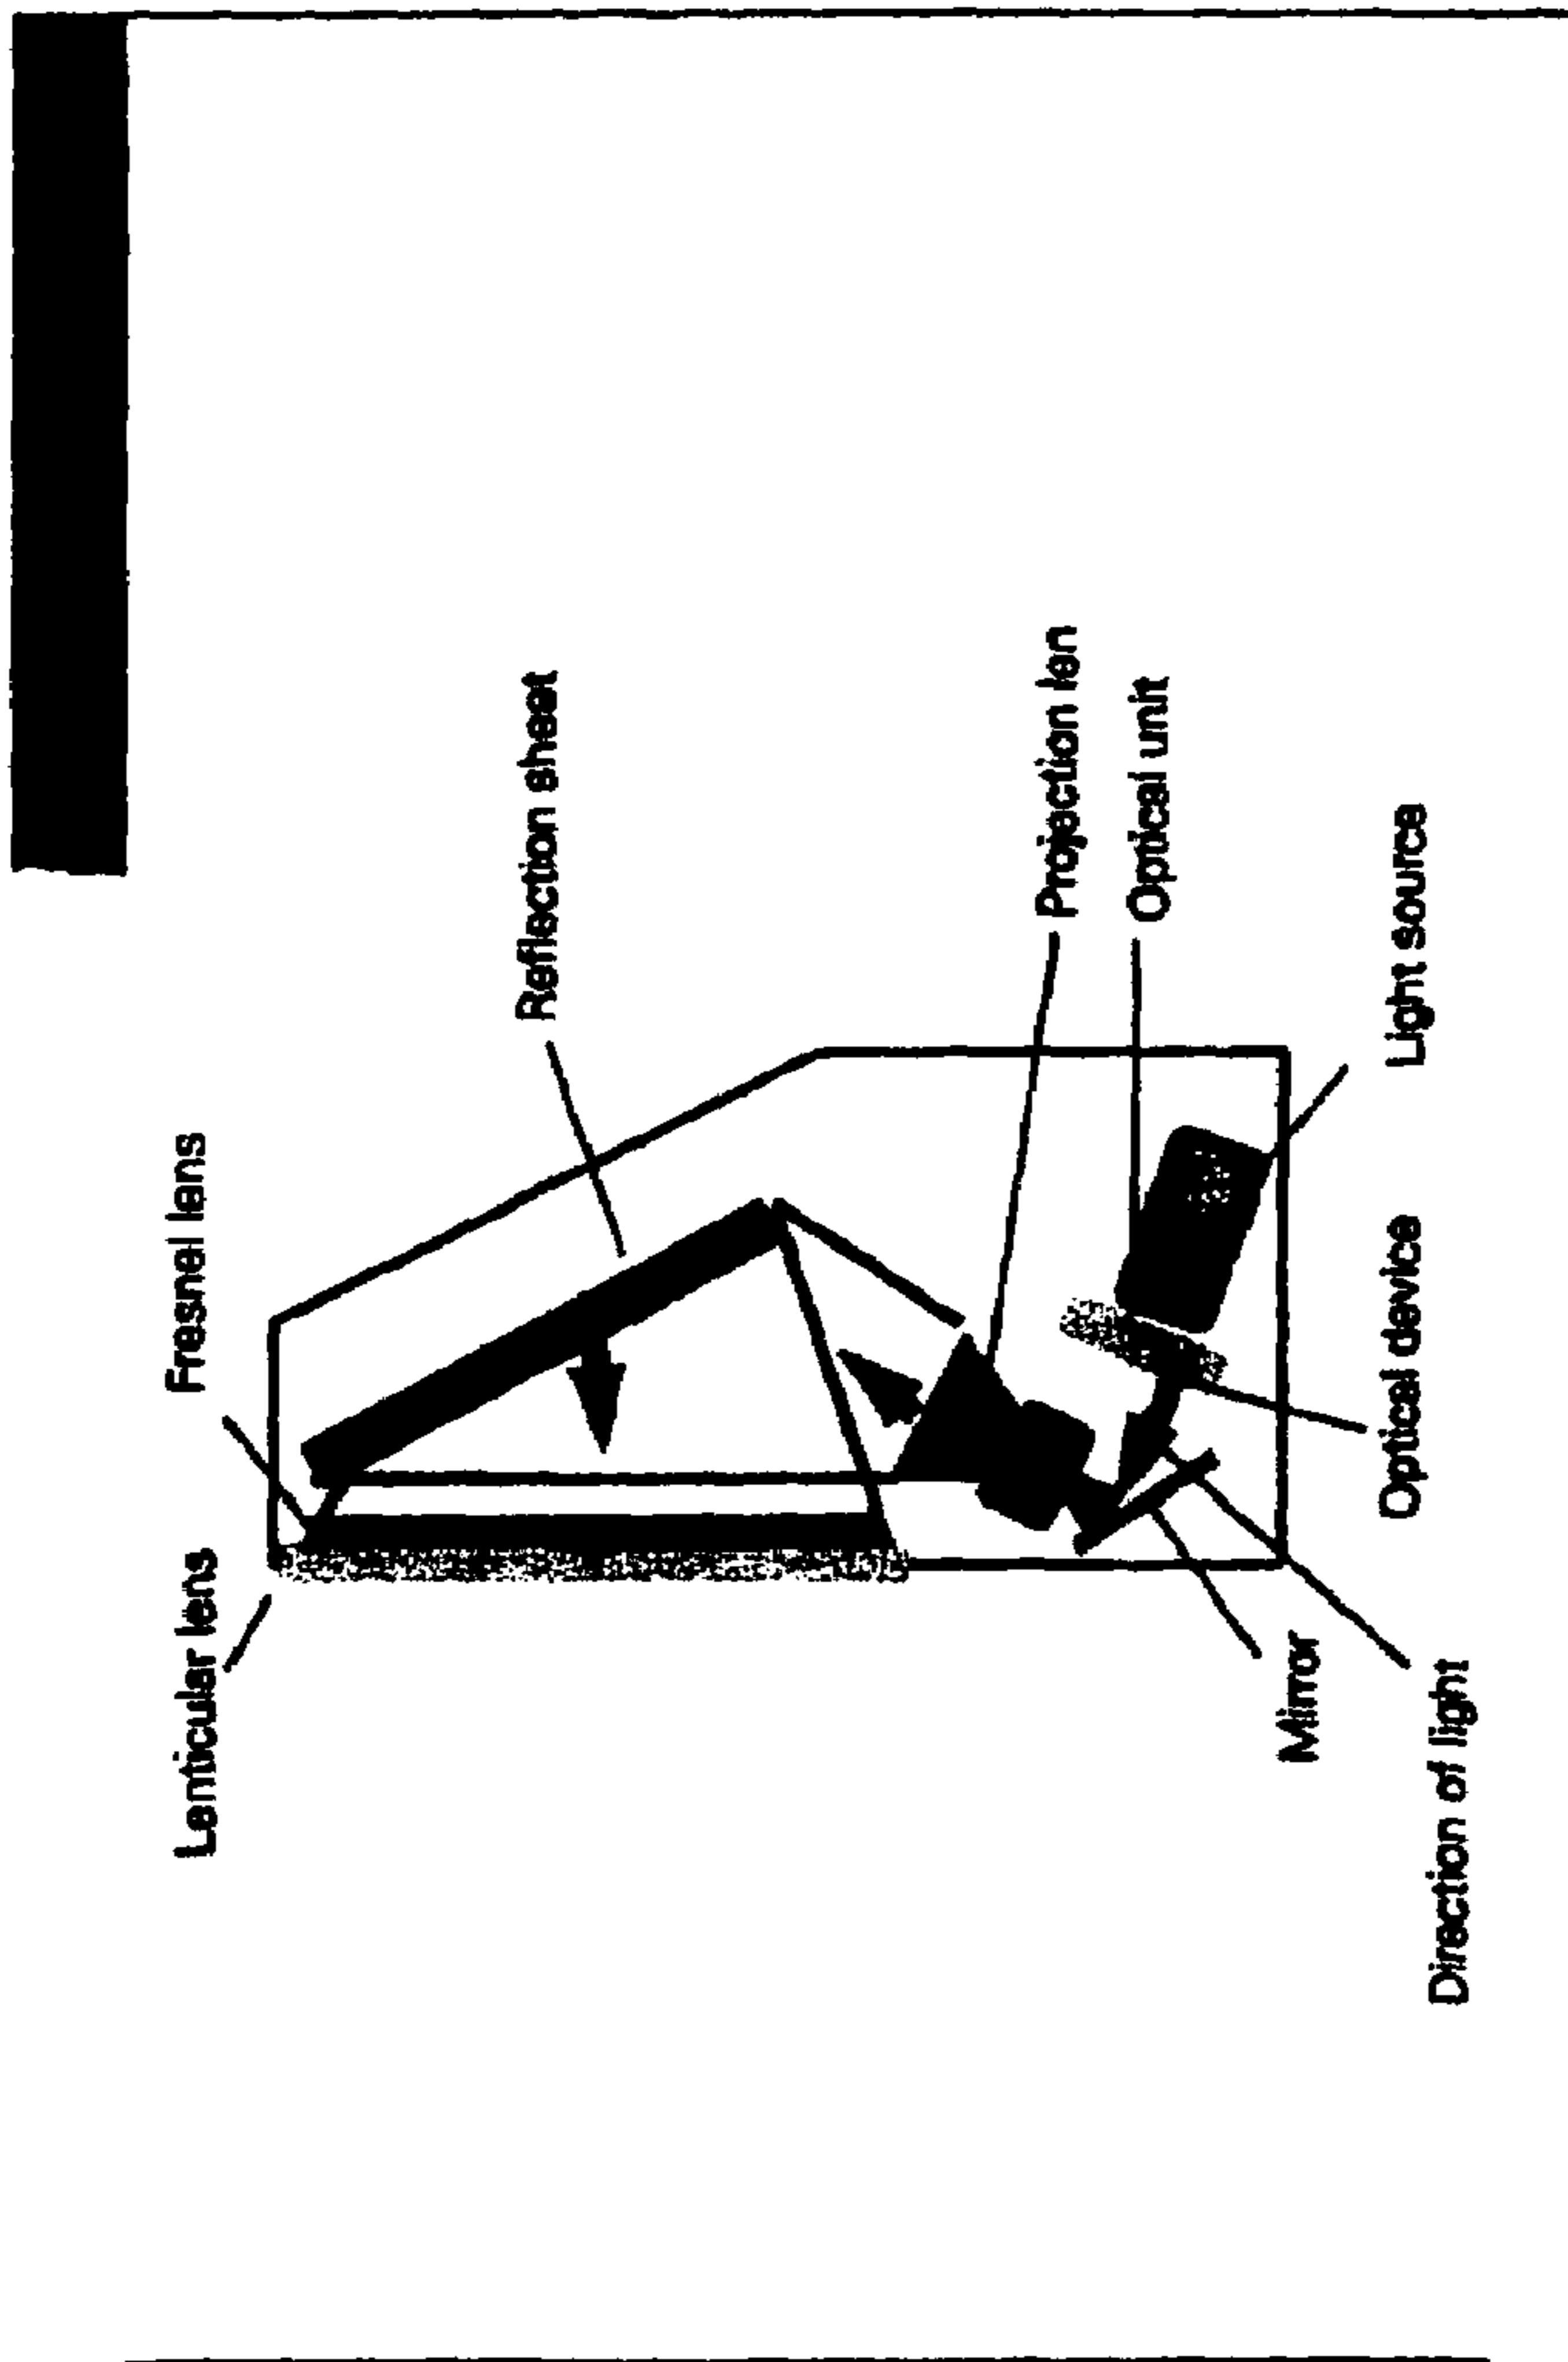 Fresnel lens
Lenticular lens
Reflection sheet
Projection len
Optical unit
Light source
Optical device
Mirror
Direction of light